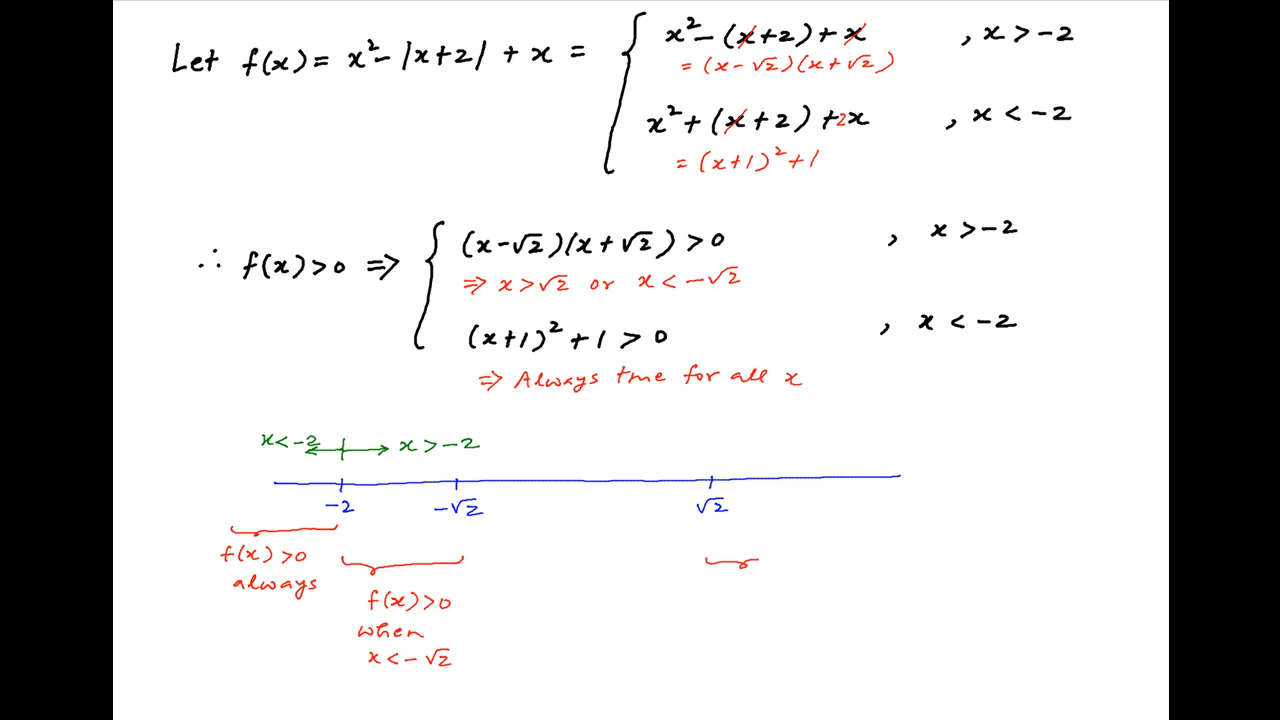 Let f(x) = x² - |x+2| + x = { x² - (x+2) + x , x > -2
= (x - √2)(x + √2)
x² + (x+2) + 2x , x < -2
= (x+1)² + 1
∴ f(x) > 0 ⇒ { (x-√2)(x+√2) > 0 , x > -2
⇒ x > √2 or x < -√2
(x+1)² + 1 > 0 , x < -2
⇒ Always true for all x
x < -2 x > -2
-2 -√2 √2
f(x) > 0
always
f(x) > 0
when
x < -√2